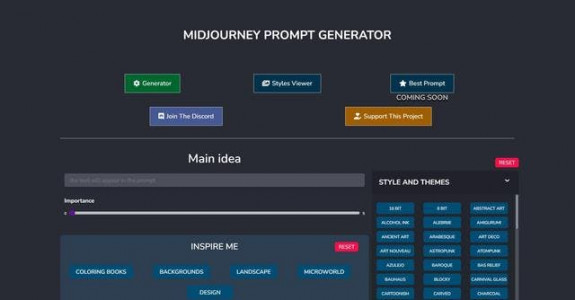 MIDJOURNEY PROMPT GENERATOR
Generator
Styles Viewer
Best Prompt
COMING SOON
Join The Discord
Support This Project
Main idea
RESET
the text will appear in the prompt
STYLE AND THEMES
Importance
INSPIRE ME
RESET
COLORING BOOKS
BACKGROUNDS
LANDSCAPE
MICROWORLD
DESIGN
16 BIT
8 BIT
ABSTRACT ART
ALCOHOL INK
ALEBRIJE
AMIGURUMI
ANCIENT ART
ARABESQUE
ART DECO
ART NOUVEAU
ASTROPUNK
ATOMPUNK
AZULEJO
BAROQUE
BAS RELIEF
BAUHAUS
BLOCKY
CARNIVAL GLASS
CARTOONISH
CARVED
CHARCOAL